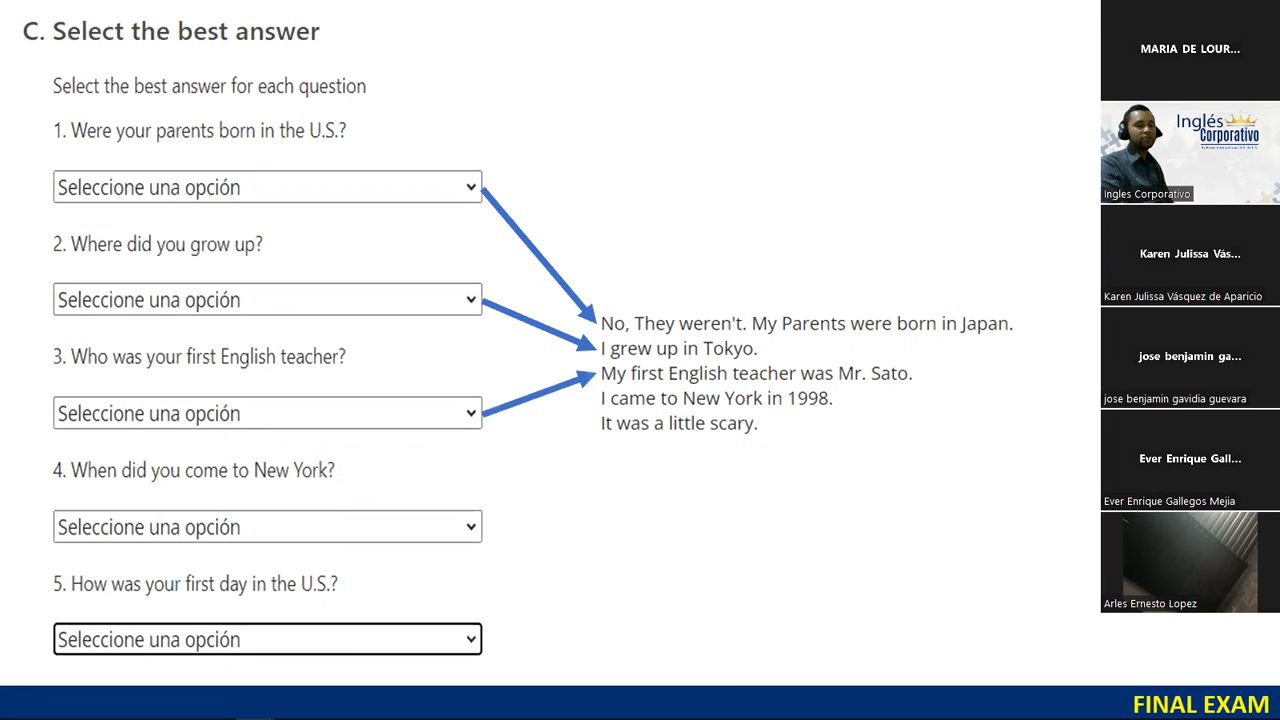 C. Select the best answer
Select the best answer for each question
1. Were your parents born in the U.S.?
Seleccione una opción
2. Where did you grow up?
Seleccione una opción
3. Who was your first English teacher?
Seleccione una opción
4. When did you come to New York?
Seleccione una opción
5. How was your first day in the U.S.?
Seleccione una opción
No, They weren't. My Parents were born in Japan.
I grew up in Tokyo.
My first English teacher was Mr. Sato.
I came to New York in 1998.
It was a little scary.
MARIA DE LOUR...
Inglés
Corporativo
Ingles Corporativo
Karen Julissa Vás...
Karen Julissa Vásquez de Aparicio
jose benjamin ga...
jose benjamin gavidia guevara
Ever Enrique Gall...
Ever Enrique Gallegos Mejia
Arles Ernesto Lopez
FINAL EXAM